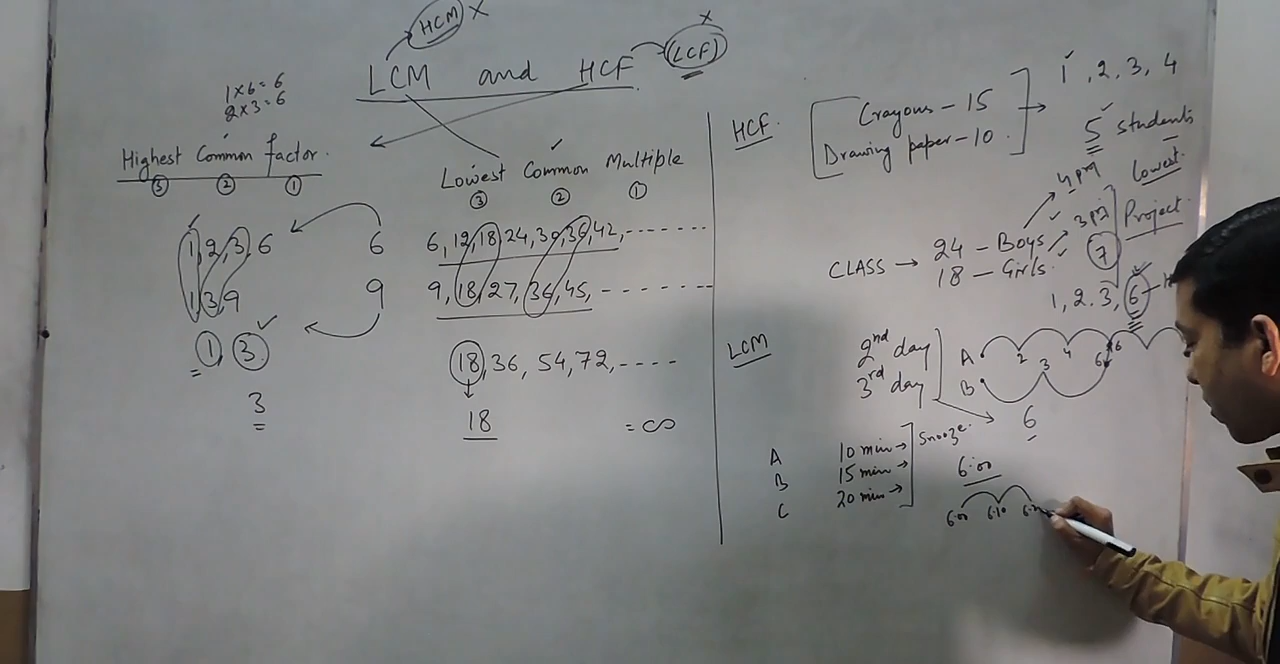 HCM X
X
LCM and HCF (LCF)
1×6=6
2×3=6
Highest Common factor.
③ ② ①
Lowest Common Multiple
③ ② ①
1, 2, 3, 6
6
6, 12, 18, 24, 30, 36, 42, -------
1, 3, 9
9
9, 18, 27, 36, 45, -------
1, 3
3
18, 36, 54, 72, ----
18 = ∞
HCF.
Crayons - 15
Drawing paper - 10
1, 2, 3, 4
5 students
Lowest.
4 pm
3 pm
Project.
CLASS → 24 - Boys
18 - Girls.
7
1, 2, 3, 6
LCM
2nd day
3rd day
A 2 4 6
B 3 6
6
A 10 min →
B 15 min →
C 20 min →
Snooze.
6:00
6:00 6:10